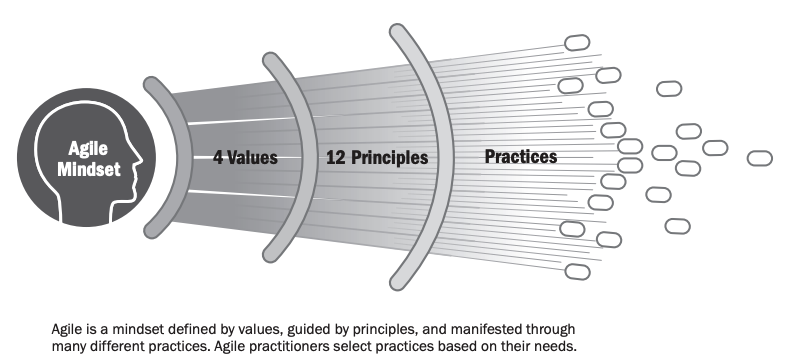 Agile
Mindset
4 Values
12 Principles
Practices
Agile is a mindset defined by values, guided by principles, and manifested through
many different practices. Agile practitioners select practices based on their needs.